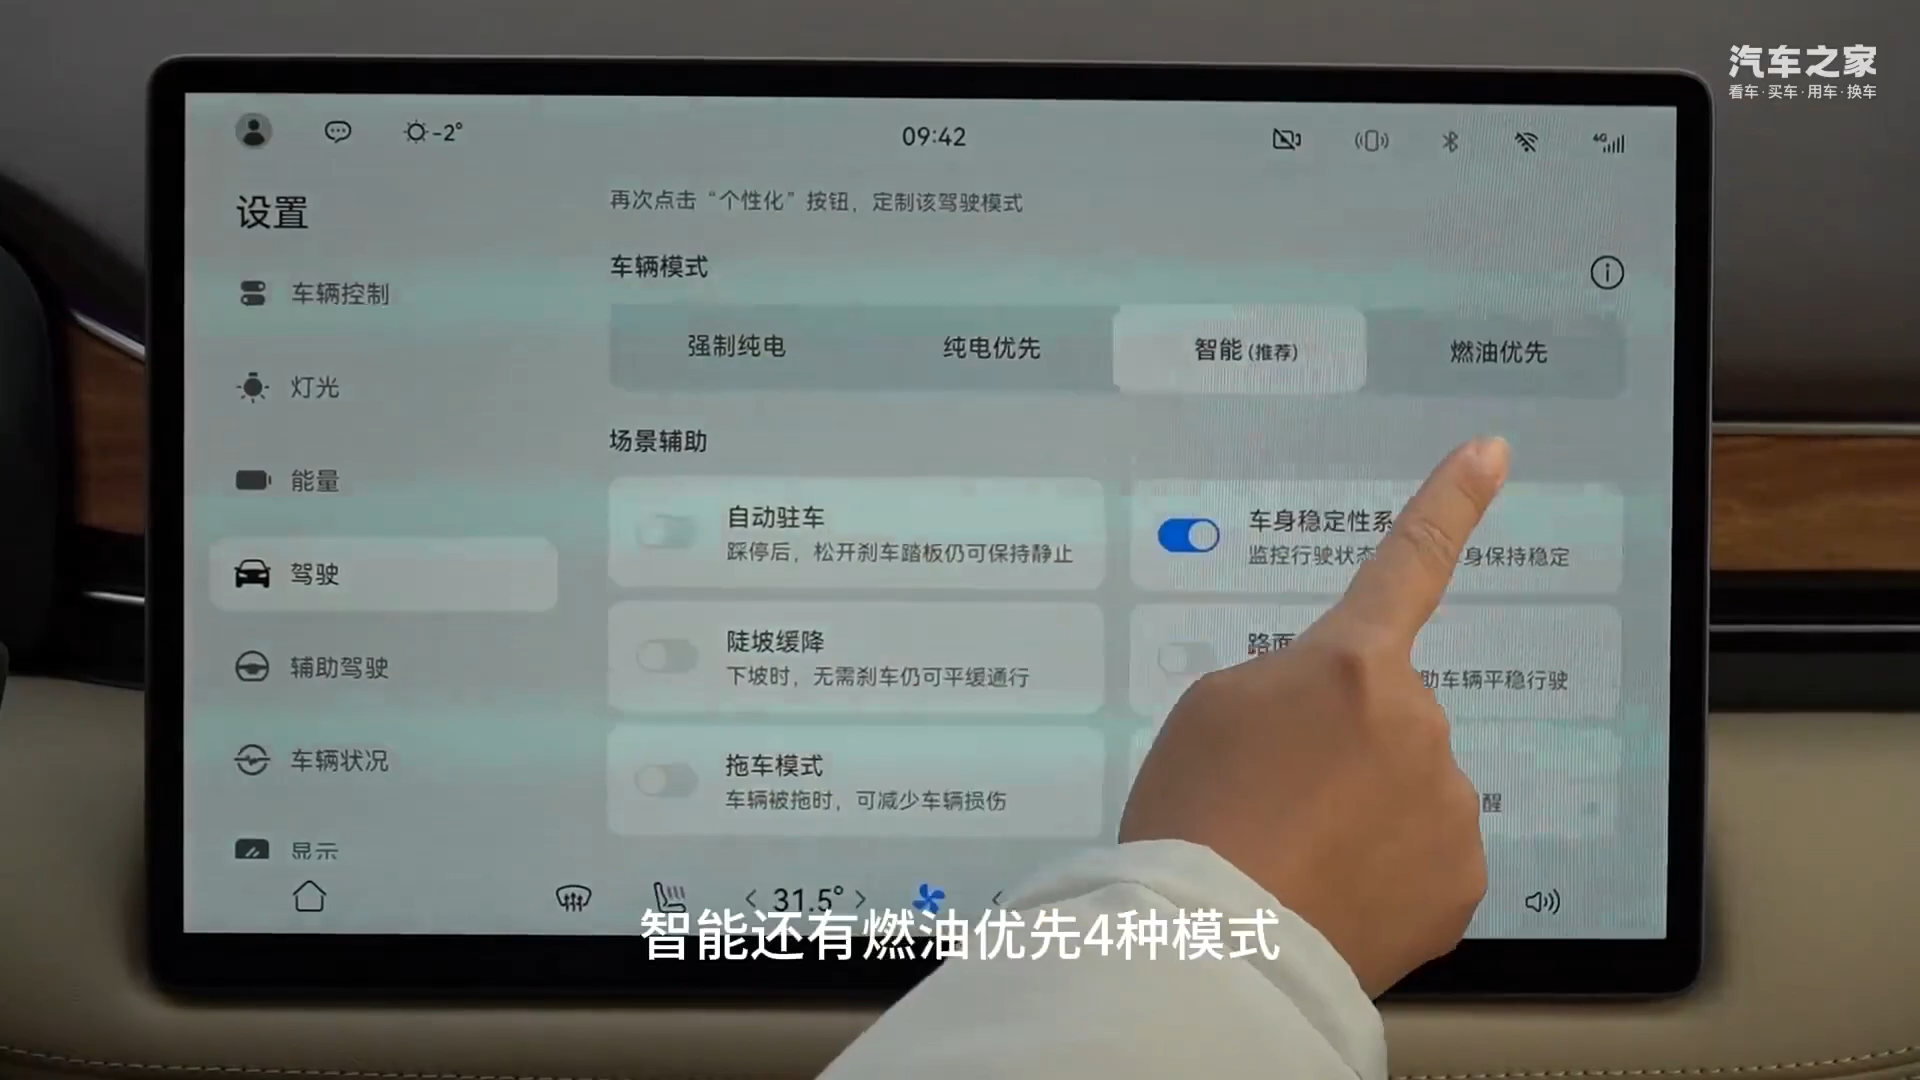 汽车之家
看车·买车·用车·换车
-2°
09:42
4G
设置
再次点击“个性化”按钮，定制该驾驶模式
车辆模式
车辆控制
强制纯电
纯电优先
智能(推荐)
燃油优先
灯光
场景辅助
能量
自动驻车
踩停后，松开刹车踏板仍可保持静止
车身稳定性系
监控行驶状态
身保持稳定
驾驶
陡坡缓降
下坡时，无需刹车仍可平缓通行
路面
助车辆平稳行驶
辅助驾驶
车辆状况
拖车模式
车辆被拖时，可减少车辆损伤
醒
显示
31.5°
智能还有燃油优先4种模式